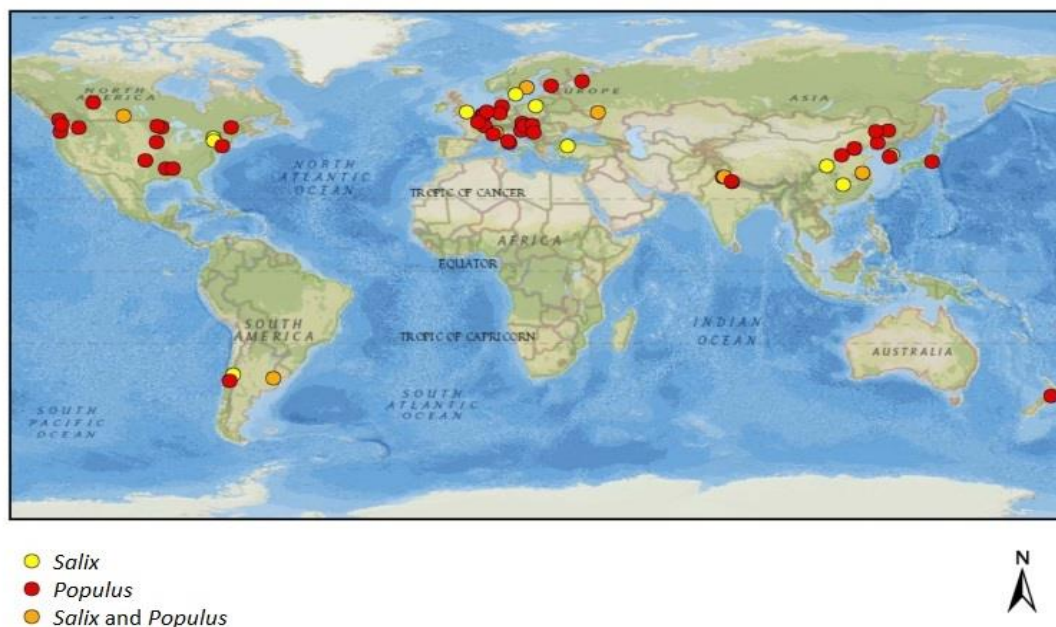 NORTH
AMERICA
EUROPE
ASIA
NORTH
ATLANTIC
OCEAN
TROPIC OF CANCER
AFRICA
EQUATOR
SOUTH
AMERICA
INDIAN
OCEAN
TROPIC OF CAPRICORN
AUSTRALIA
SOUTH
PACIFIC
OCEAN
SOUTH
ATLANTIC
OCEAN
Salix
Populus
Salix and Populus
N